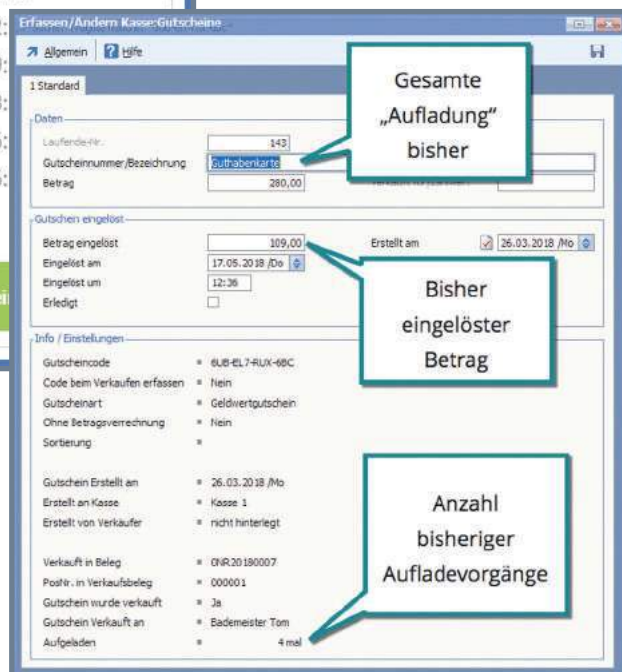 Erfassen/Ändern Kasse:Gutscheine
Allgemein ? Hilfe
1 Standard
Gesamte
„Aufladung“
bisher
Daten
Laufende-Nr. 143
Gutscheinnummer/Bezeichnung Guthabenkarte
Betrag 280,00
Gutschein eingelöst
Betrag eingelöst 109,00 Erstellt am 26.03.2018 /Mo
Eingelöst am 17.05.2018 /Do
Eingelöst um 12:36
Erledigt
Bisher
eingelöster
Betrag
Info / Einstellungen
Gutscheincode = 6UB-EL7-RUX-6BC
Code beim Verkaufen erfassen = Nein
Gutscheinart = Geldwertgutschein
Ohne Betragsverrechnung = Nein
Sortierung =
Gutschein Erstellt am = 26.03.2018 /Mo
Erstellt an Kasse = Kasse 1
Erstellt von Verkäufer = nicht hinterlegt
Verkauft in Beleg = ONR20180007
PosNr. in Verkaufsbeleg = 000001
Gutschein wurde verkauft = Ja
Gutschein Verkauft an = Bademeister Tom
Aufgeladen = 4 mal
Anzahl
bisheriger
Aufladevorgänge